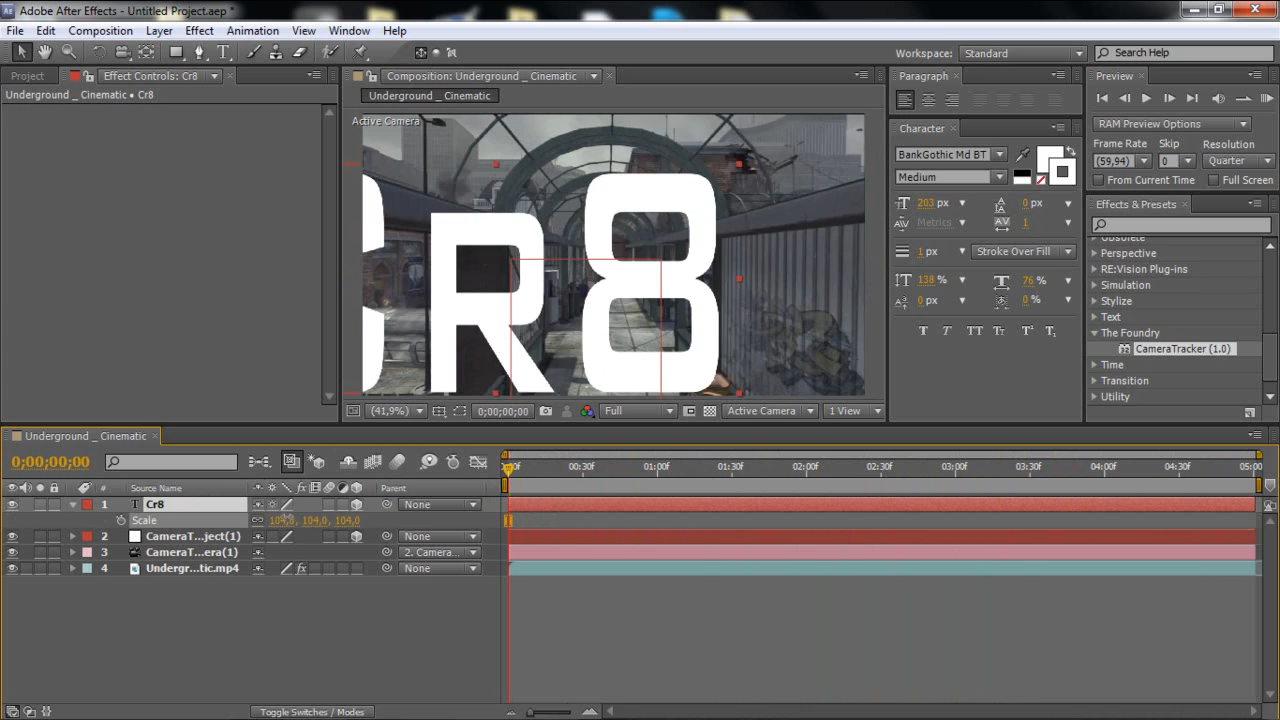 Adobe After Effects - Untitled Project.aep *
File Edit Composition Layer Effect Animation View Window Help
Workspace: Standard Search Help
Project Effect Controls: Cr8 Composition: Underground _ Cinematic Paragraph Preview
Underground _ Cinematic • Cr8
Underground _ Cinematic
Active Camera
CR8
Character
BankGothic Md BT
Medium
203 px 0 px
Metrics 1
1 px Stroke Over Fill
138 % 76 %
0 px 0 %
T T TT Tt T¹ T₁
RAM Preview Options
Frame Rate Skip Resolution
(59,94) 0 Quarter
From Current Time Full Screen
Effects & Presets
Obsolete
Perspective
RE:Vision Plug-ins
Simulation
Stylize
Text
The Foundry
CameraTracker (1.0)
Time
Transition
Utility
(41,9%) 0;00;00;00 Full Active Camera 1 View
Underground _ Cinematic
0;00;00;00
00:30f 01:00f 01:30f 02:00f 02:30f 03:00f 03:30f 04:00f 04:30f 05:00
# Source Name Parent
1 Cr8 None
Scale 104,0, 104,0, 104,0
2 CameraT...ject(1) None
3 CameraT...era(1) 2. Camera...
4 Undergr...tic.mp4 None
Toggle Switches / Modes